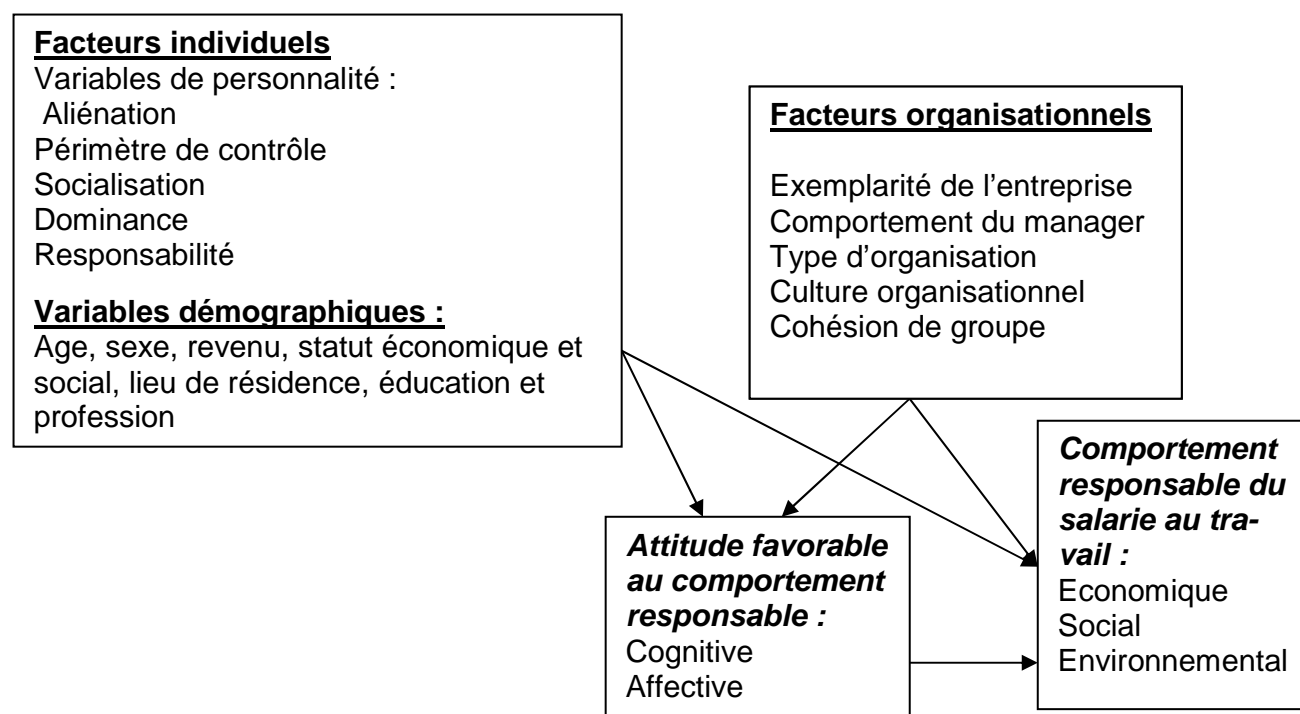 Facteurs individuels
Variables de personnalité :
Aliénation
Périmètre de contrôle
Socialisation
Dominance
Responsabilité
Variables démographiques :
Age, sexe, revenu, statut économique et
social, lieu de résidence, éducation et
profession
Facteurs organisationnels
Exemplarité de l’entreprise
Comportement du manager
Type d’organisation
Culture organisationnel
Cohésion de groupe
Attitude favorable
au comportement
responsable :
Cognitive
Affective
Comportement
responsable du
salarie au tra-
vail :
Economique
Social
Environnemental